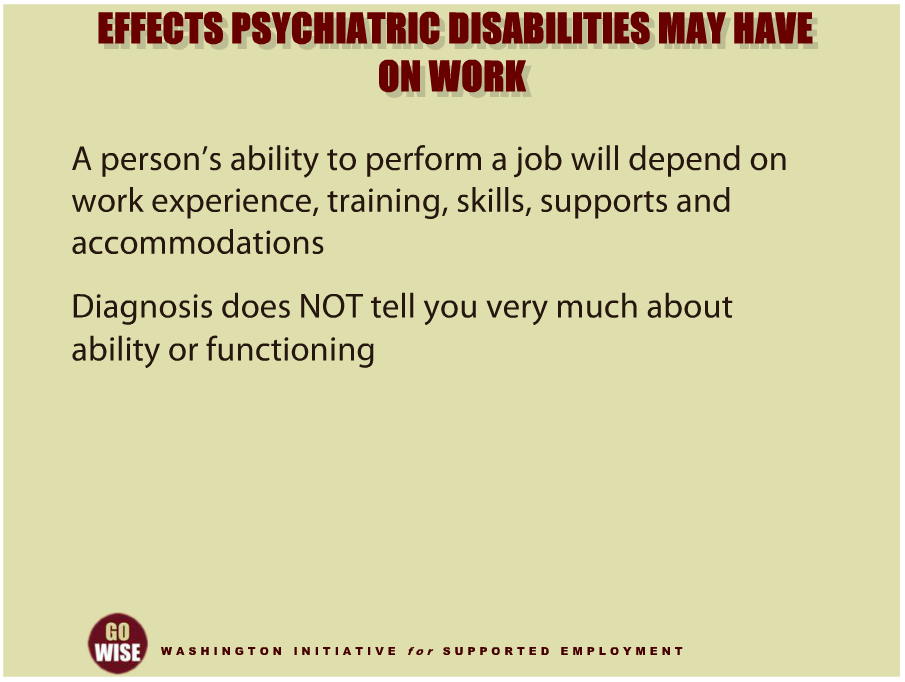 EFFECTS PSYCHIATRIC DISABILITIES MAY HAVE
ON WORK
A person’s ability to perform a job will depend on
work experience, training, skills, supports and
accommodations
Diagnosis does NOT tell you very much about
ability or functioning
GO
WISE
WASHINGTON INITIATIVE for SUPPORTED EMPLOYMENT